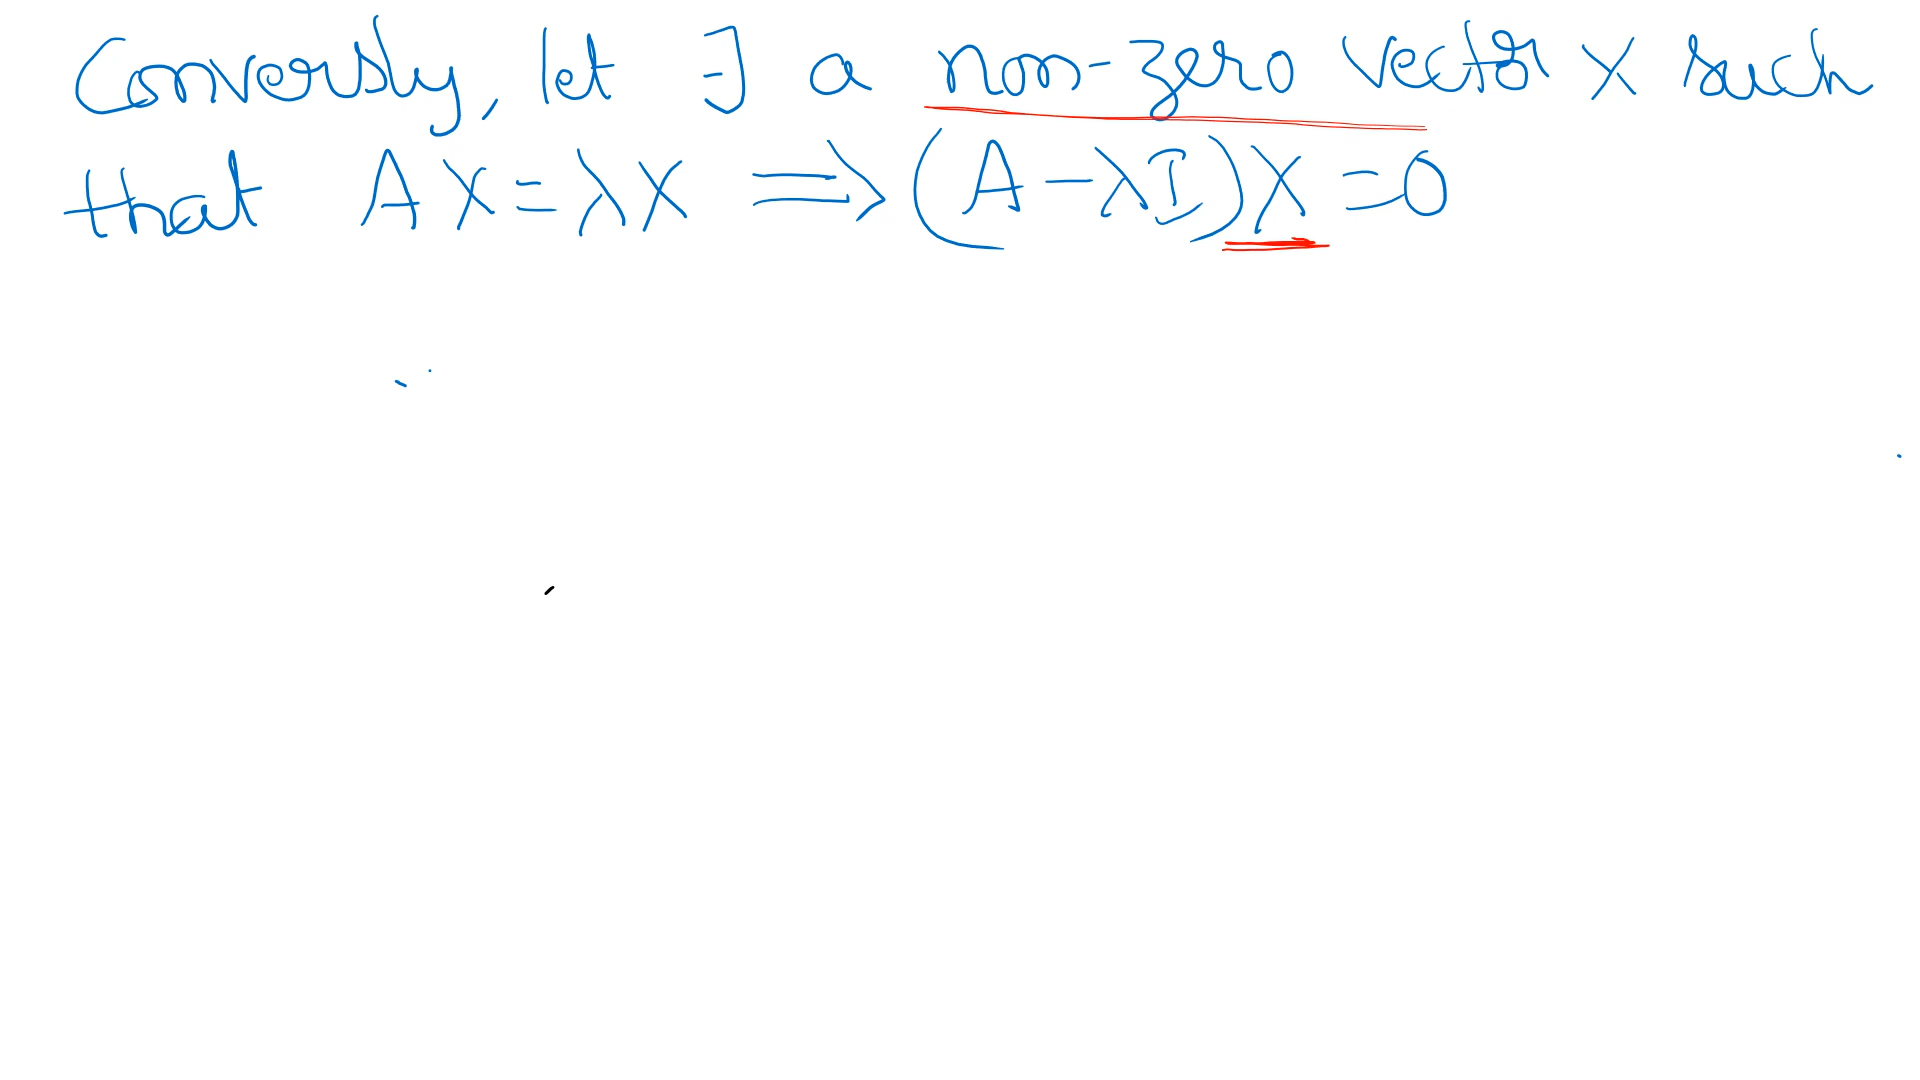 Conversly, let ∃ a non-zero vector X such
that AX = λX ⟹ (A - λI)X = 0